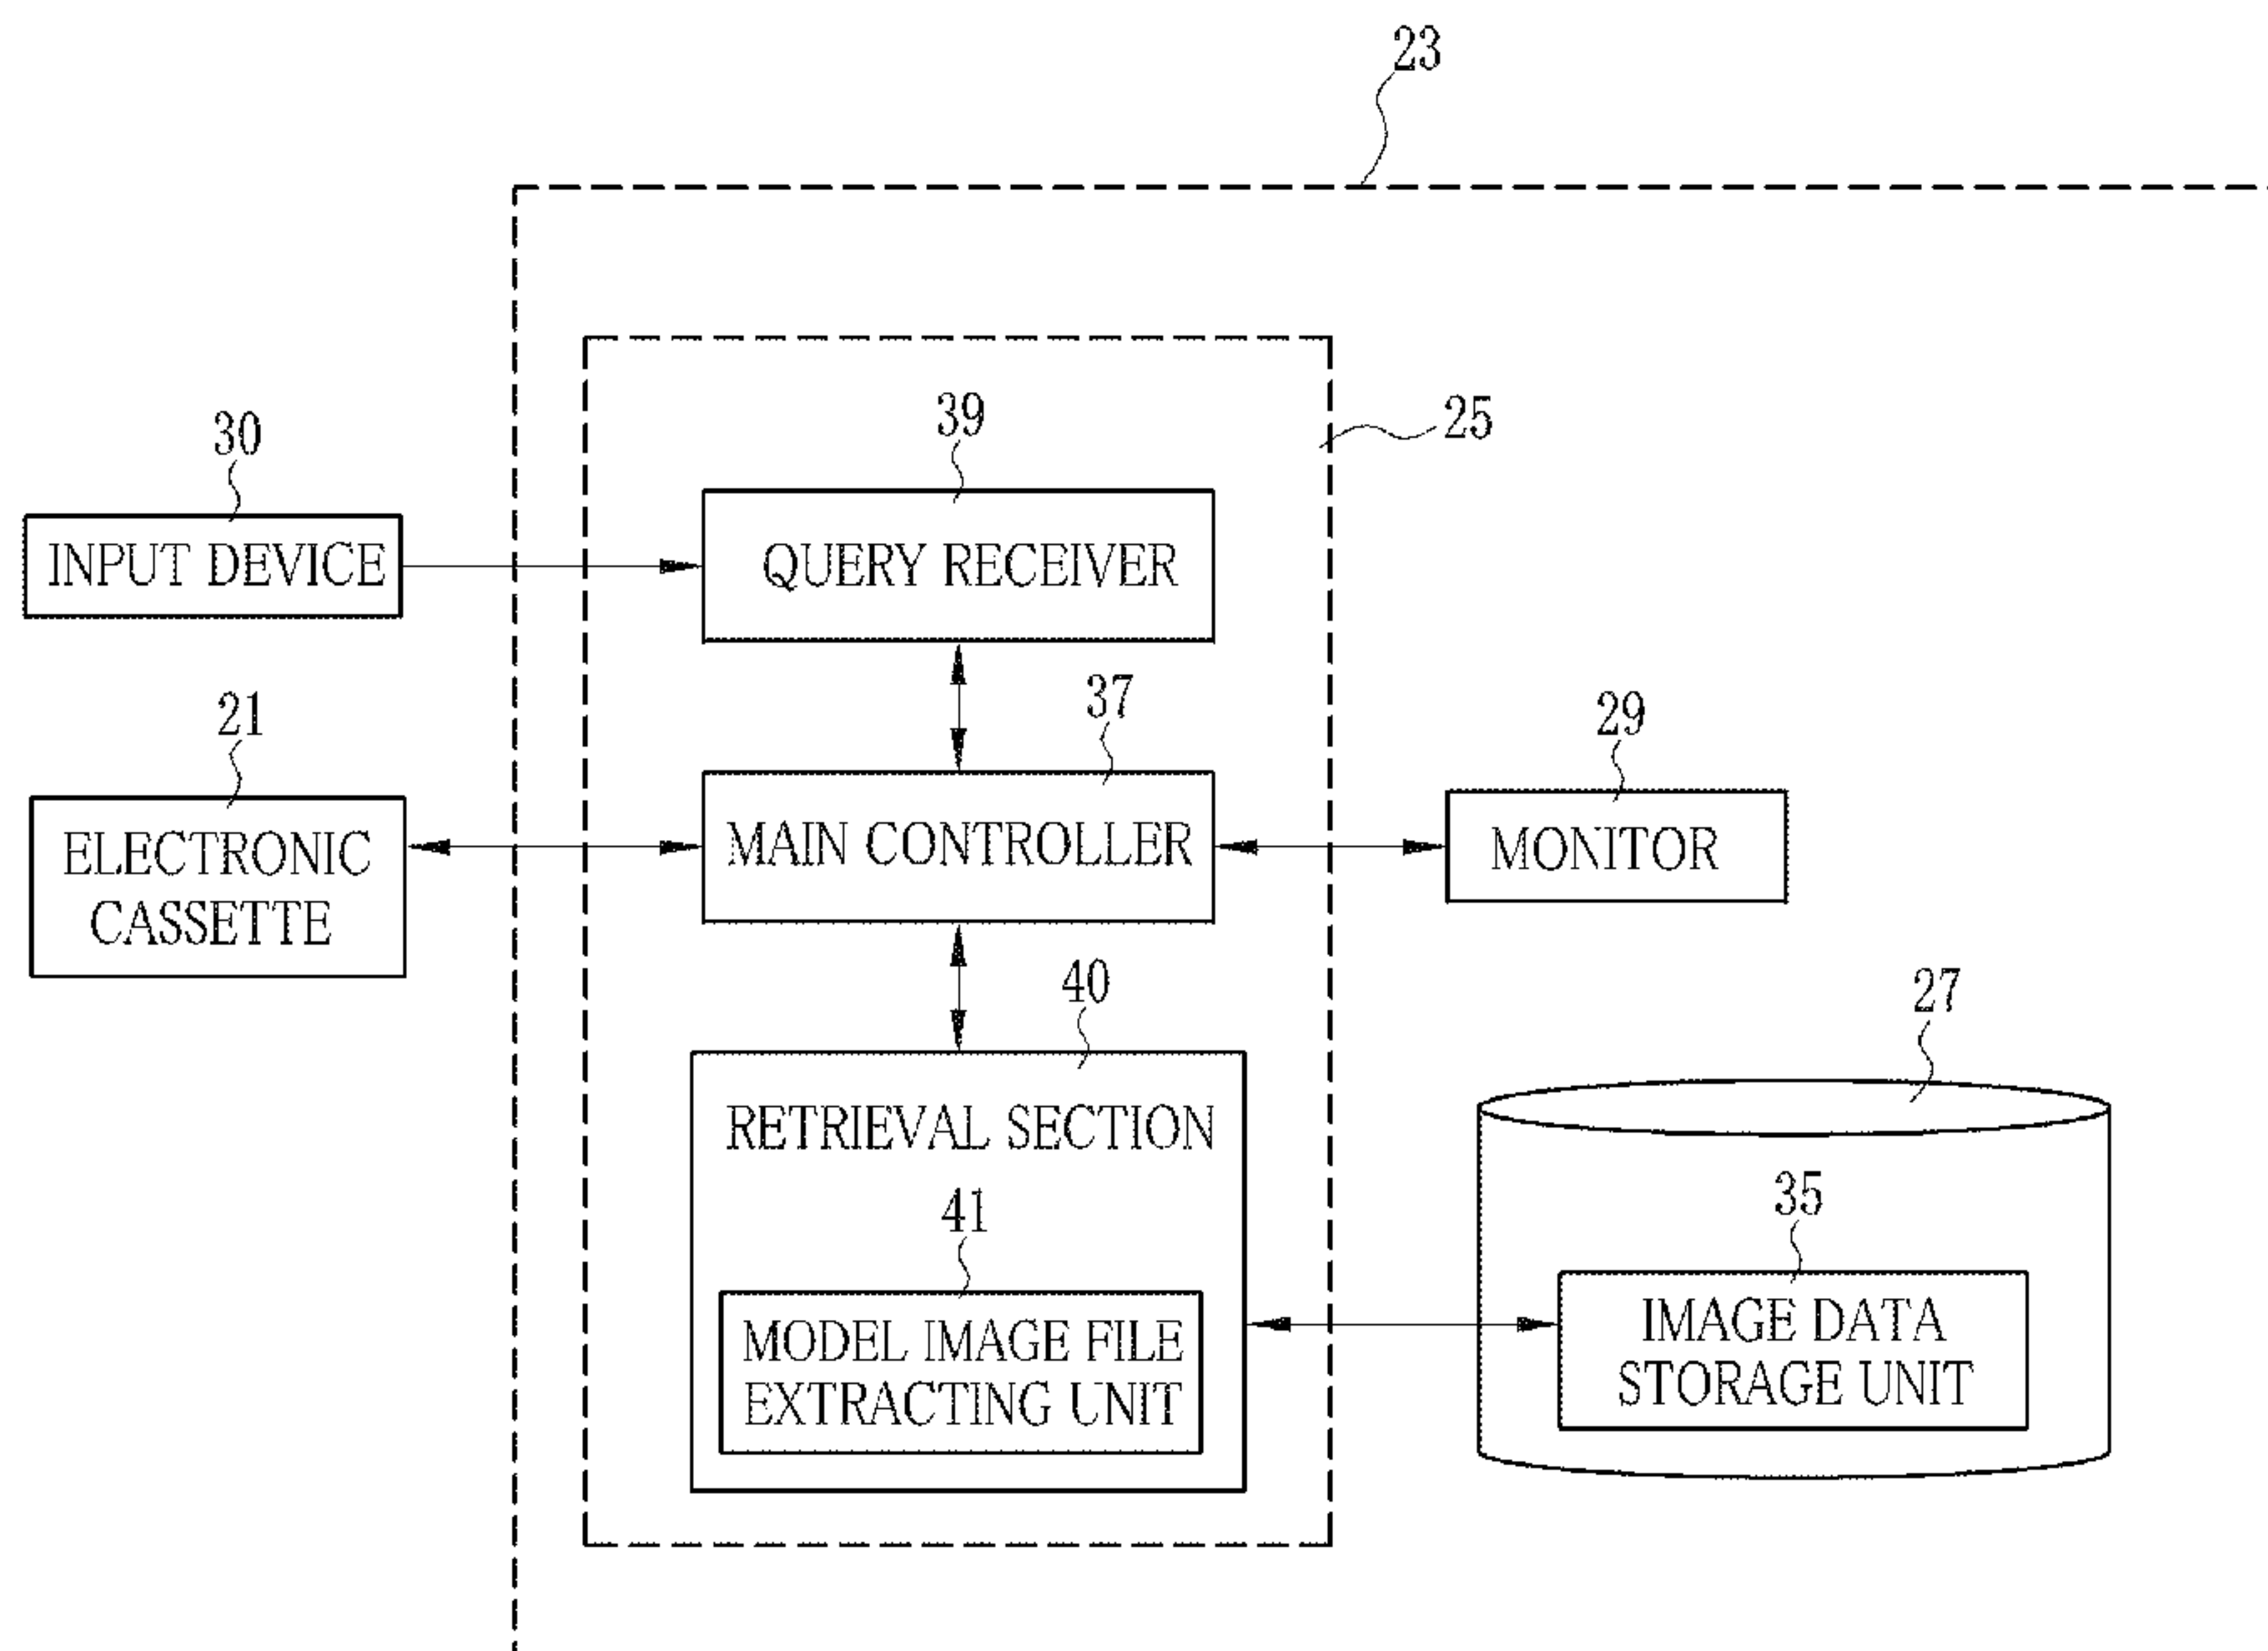 23
39
25
30
INPUT DEVICE
QUERY RECEIVER
37
21
29
ELECTRONIC
CASSETTE
MAIN CONTROLLER
MONITOR
40
27
RETRIEVAL SECTION
41
35
MODEL IMAGE FILE
EXTRACTING UNIT
IMAGE DATA
STORAGE UNIT